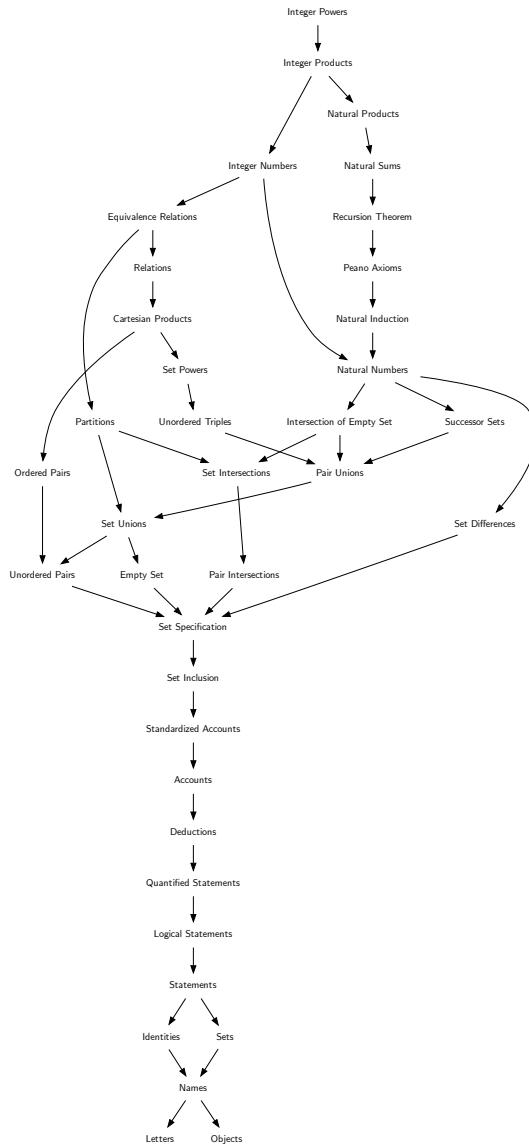 Integer Powers
Integer Products
Natural Products
Integer Numbers
Natural Sums
Equivalence Relations
Recursion Theorem
Relations
Peano Axioms
Cartesian Products
Natural Induction
Set Powers
Natural Numbers
Partitions
Unordered Triples
Intersection of Empty Set
Successor Sets
Ordered Pairs
Set Intersections
Pair Unions
Set Unions
Set Differences
Unordered Pairs
Empty Set
Pair Intersections
Set Specification
Set Inclusion
Standardized Accounts
Accounts
Deductions
Quantified Statements
Logical Statements
Statements
Identities
Sets
Names
Letters
Objects